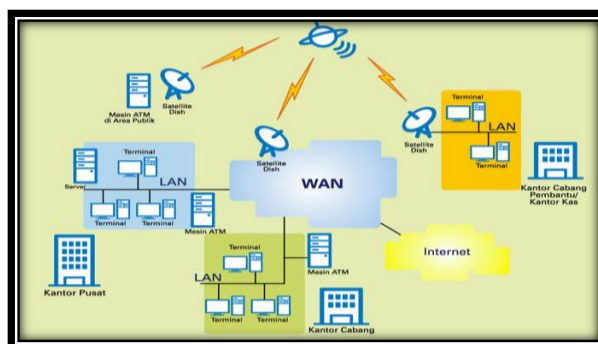 Mesin ATM
di Area Publik
Satellite
Dish
Satellite
Dish
Satellite
Dish
Terminal
LAN
Terminal
Kantor Cabang
Pembantu/
Kantor Kas
Terminal
Server
LAN
Terminal
Terminal
Mesin ATM
Kantor Pusat
WAN
Internet
Terminal
Mesin ATM
LAN
Terminal
Terminal
Kantor Cabang